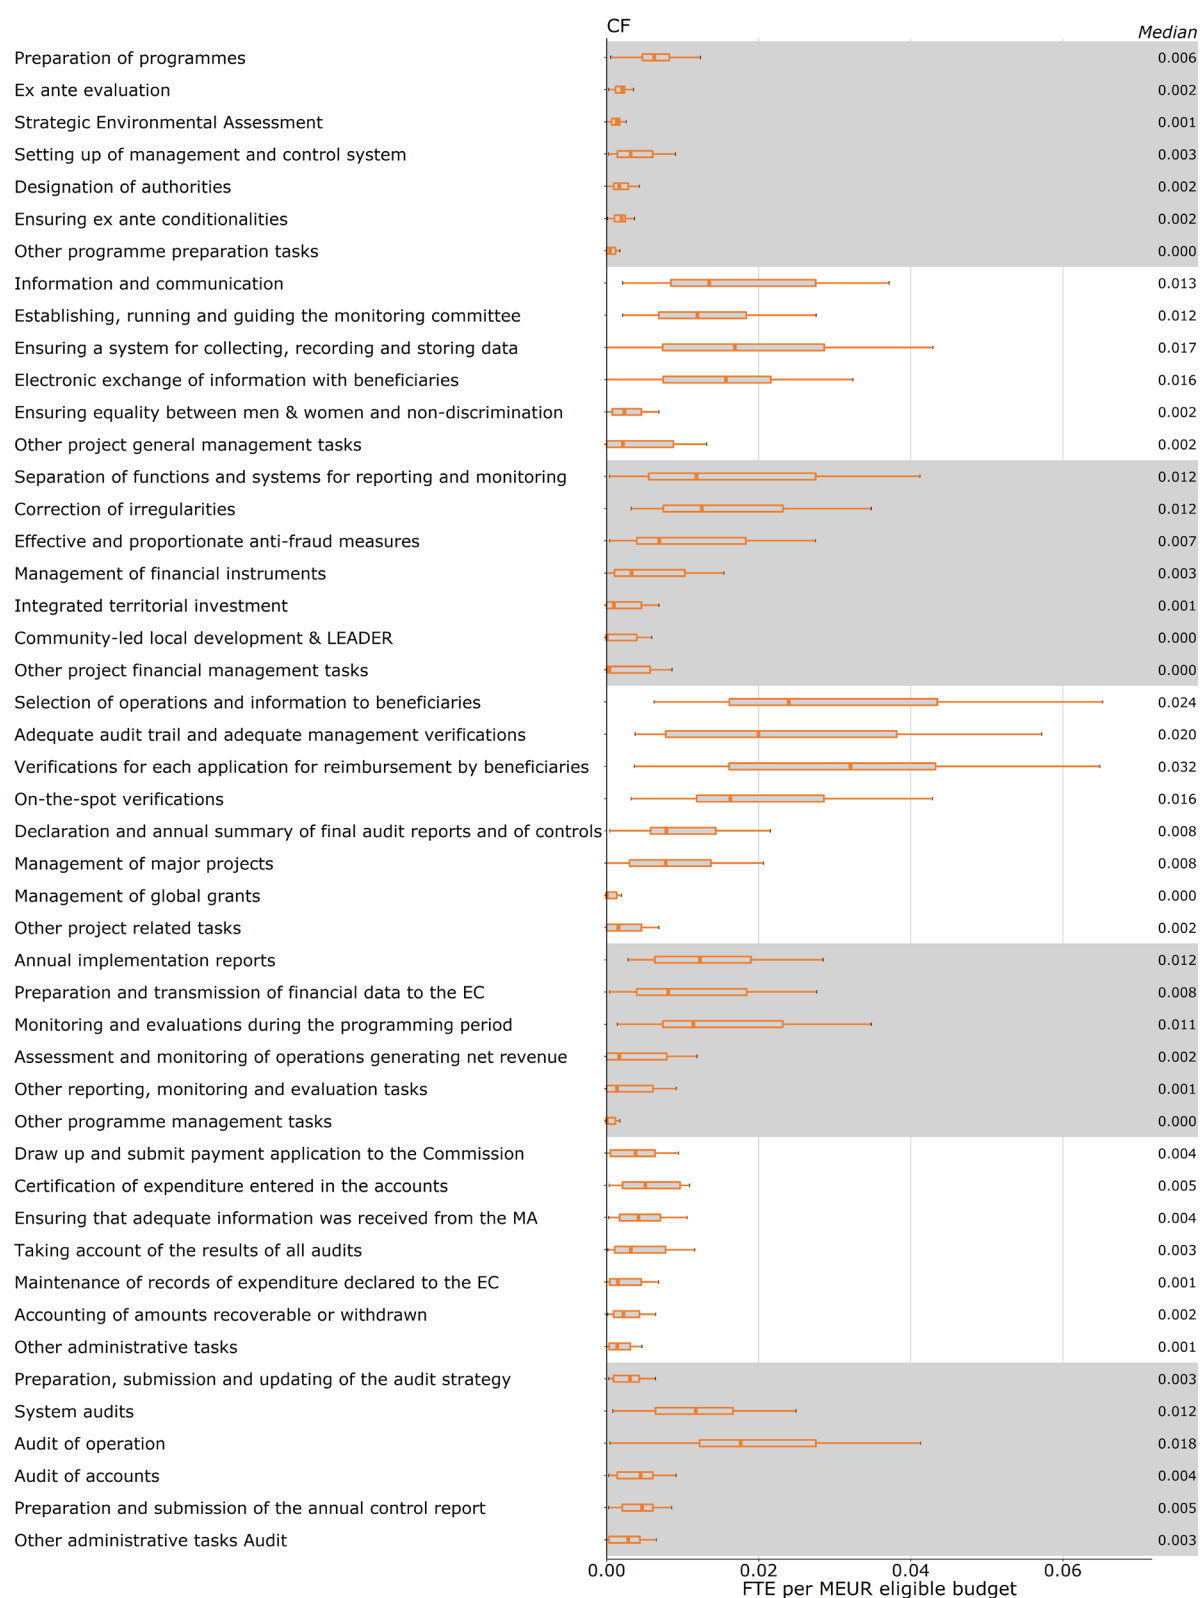 CF
Median
Preparation of programmes 0.006
Ex ante evaluation 0.002
Strategic Environmental Assessment 0.001
Setting up of management and control system 0.003
Designation of authorities 0.002
Ensuring ex ante conditionalities 0.002
Other programme preparation tasks 0.000
Information and communication 0.013
Establishing, running and guiding the monitoring committee 0.012
Ensuring a system for collecting, recording and storing data 0.017
Electronic exchange of information with beneficiaries 0.016
Ensuring equality between men & women and non-discrimination 0.002
Other project general management tasks 0.002
Separation of functions and systems for reporting and monitoring 0.012
Correction of irregularities 0.012
Effective and proportionate anti-fraud measures 0.007
Management of financial instruments 0.003
Integrated territorial investment 0.001
Community-led local development & LEADER 0.000
Other project financial management tasks 0.000
Selection of operations and information to beneficiaries 0.024
Adequate audit trail and adequate management verifications 0.020
Verifications for each application for reimbursement by beneficiaries 0.032
On-the-spot verifications 0.016
Declaration and annual summary of final audit reports and of controls 0.008
Management of major projects 0.008
Management of global grants 0.000
Other project related tasks 0.002
Annual implementation reports 0.012
Preparation and transmission of financial data to the EC 0.008
Monitoring and evaluations during the programming period 0.011
Assessment and monitoring of operations generating net revenue 0.002
Other reporting, monitoring and evaluation tasks 0.001
Other programme management tasks 0.000
Draw up and submit payment application to the Commission 0.004
Certification of expenditure entered in the accounts 0.005
Ensuring that adequate information was received from the MA 0.004
Taking account of the results of all audits 0.003
Maintenance of records of expenditure declared to the EC 0.001
Accounting of amounts recoverable or withdrawn 0.002
Other administrative tasks 0.001
Preparation, submission and updating of the audit strategy 0.003
System audits 0.012
Audit of operation 0.018
Audit of accounts 0.004
Preparation and submission of the annual control report 0.005
Other administrative tasks Audit 0.003
0.00 0.02 0.04 0.06
FTE per MEUR eligible budget